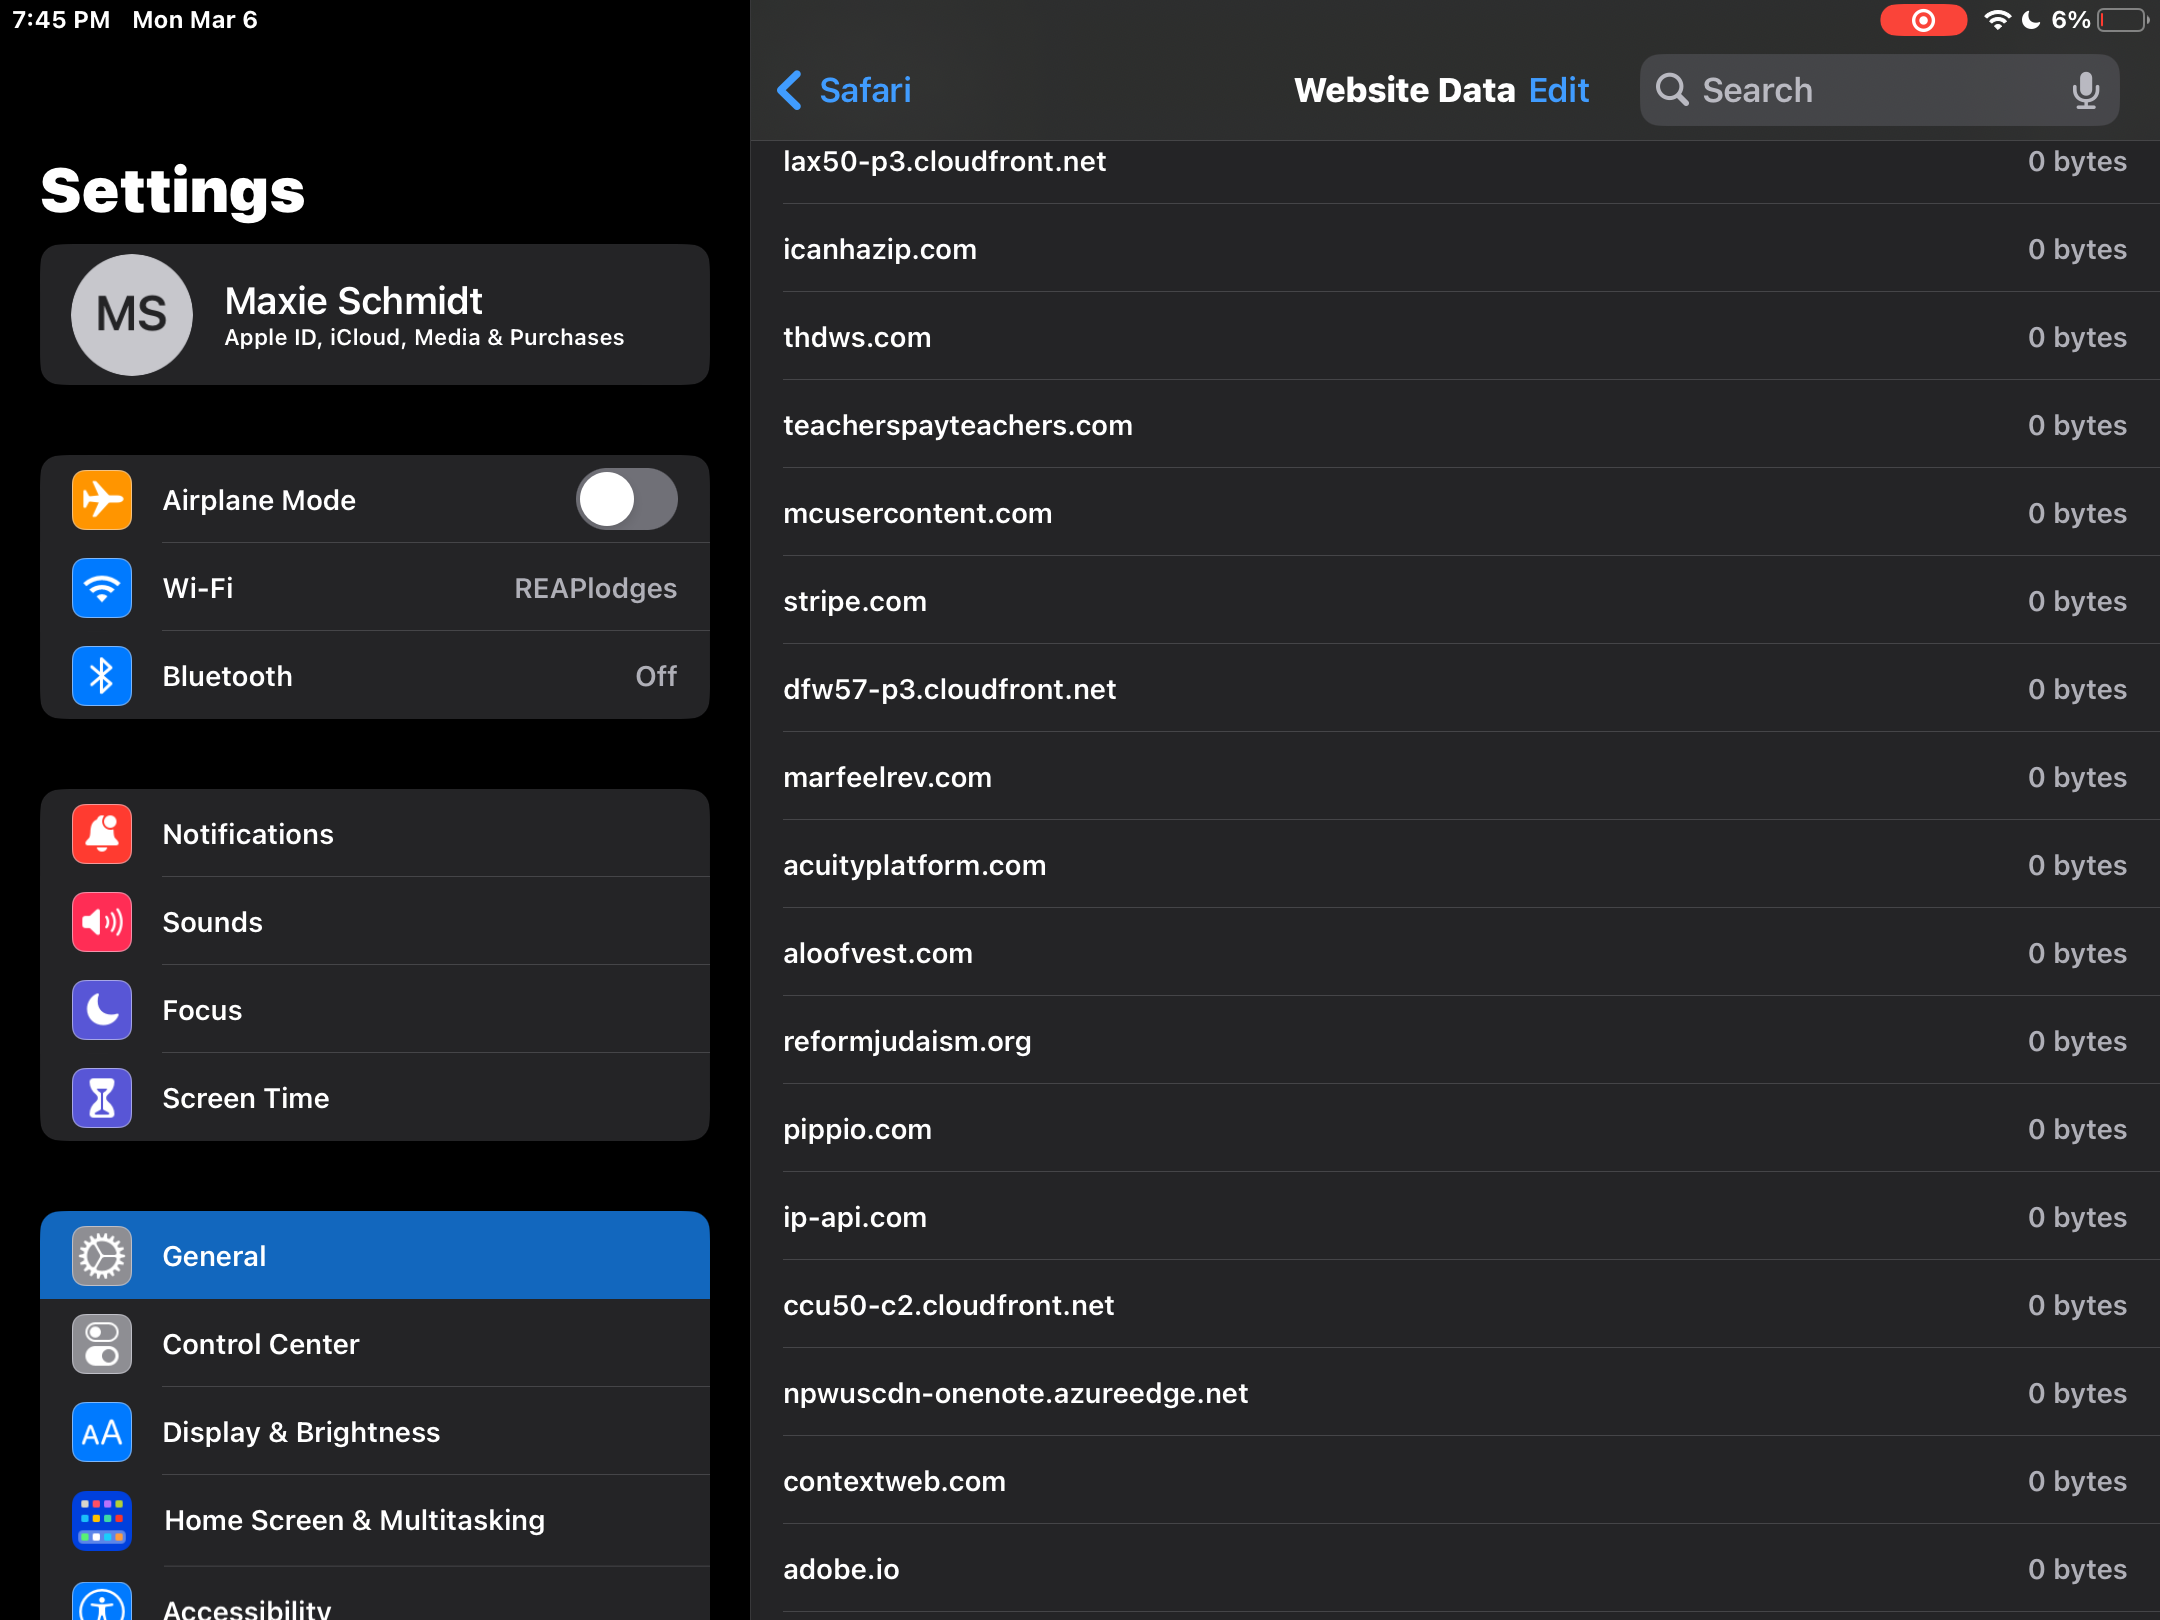 7:45 PM Mon Mar 6
6%
Settings
MS
Maxie Schmidt
Apple ID, iCloud, Media & Purchases
Airplane Mode
Wi-Fi REAPlodges
Bluetooth Off
Notifications
Sounds
Focus
Screen Time
General
Control Center
AA Display & Brightness
Home Screen & Multitasking
Accessibility
Safari Website Data Edit Search
lax50-p3.cloudfront.net 0 bytes
icanhazip.com 0 bytes
thdws.com 0 bytes
teacherspayteachers.com 0 bytes
mcusercontent.com 0 bytes
stripe.com 0 bytes
dfw57-p3.cloudfront.net 0 bytes
marfeelrev.com 0 bytes
acuityplatform.com 0 bytes
aloofvest.com 0 bytes
reformjudaism.org 0 bytes
pippio.com 0 bytes
ip-api.com 0 bytes
ccu50-c2.cloudfront.net 0 bytes
npwuscdn-onenote.azureedge.net 0 bytes
contextweb.com 0 bytes
adobe.io 0 bytes